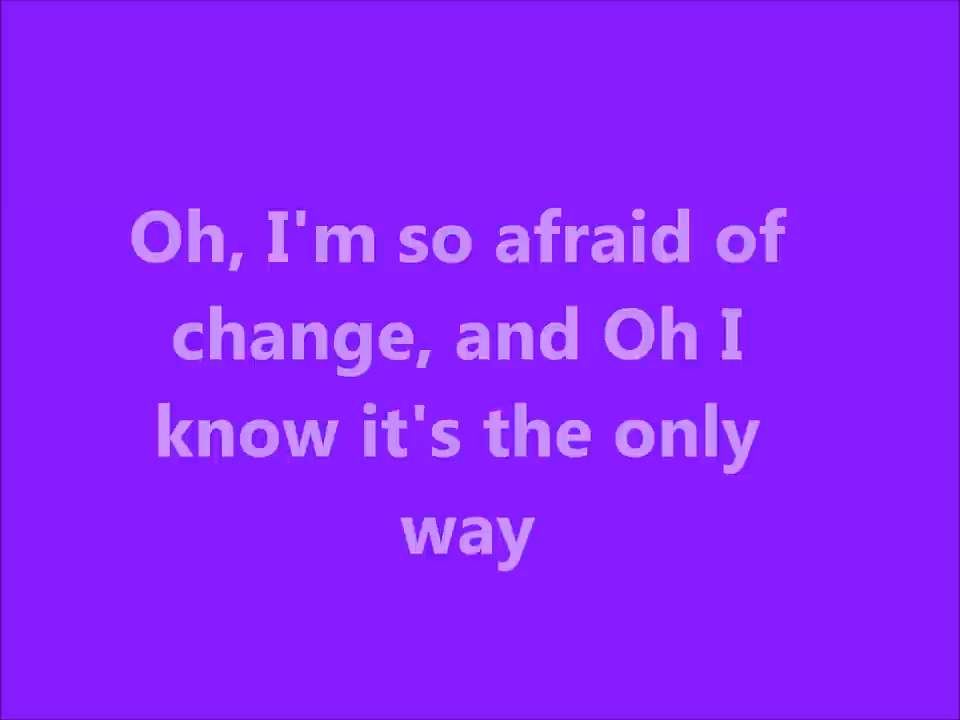 Oh, I'm so afraid of
change, and Oh I
know it's the only
way